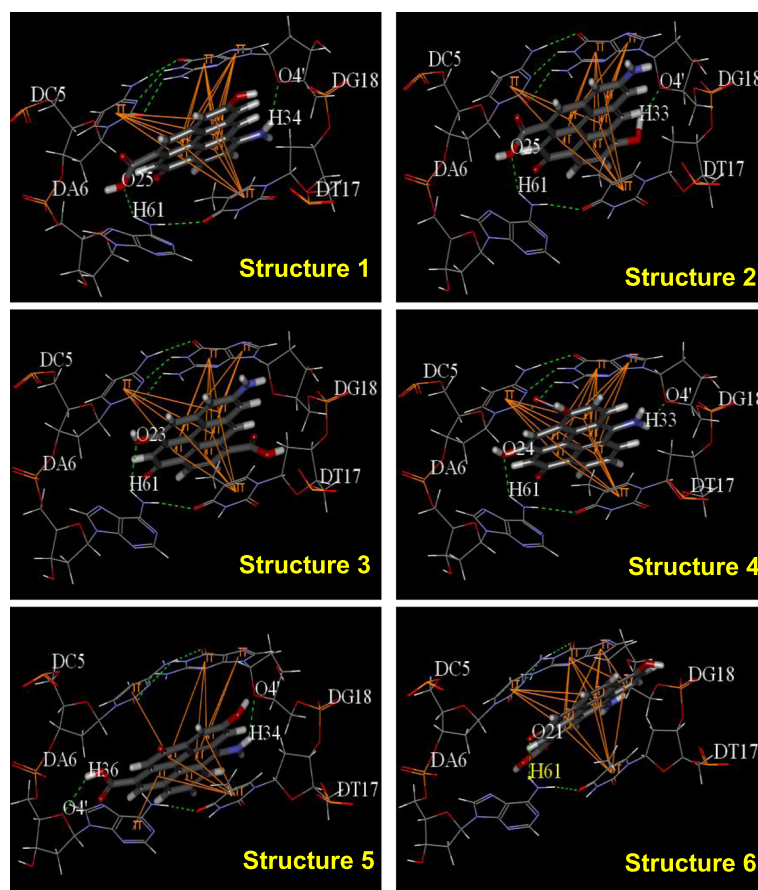 DC5
O4'
DG18
H34
O25
DA6
H61
DT17
π
π
π
π
Structure 1
DC5
O4'
DG18
H33
O25
DA6
H61
DT17
π
π
π
π
Structure 2
DC5
DG18
O23
DA6
H61
DT17
π
π
π
π
Structure 3
DC5
O4'
DG18
H33
O24
DA6
H61
DT17
π
π
π
π
Structure 4
DC5
O4'
DG18
H34
DA6
H36
O4'
DT17
π
π
π
π
π
Structure 5
DC5
DG18
O21
DA6
H61
DT17
π
π
π
π
Structure 6